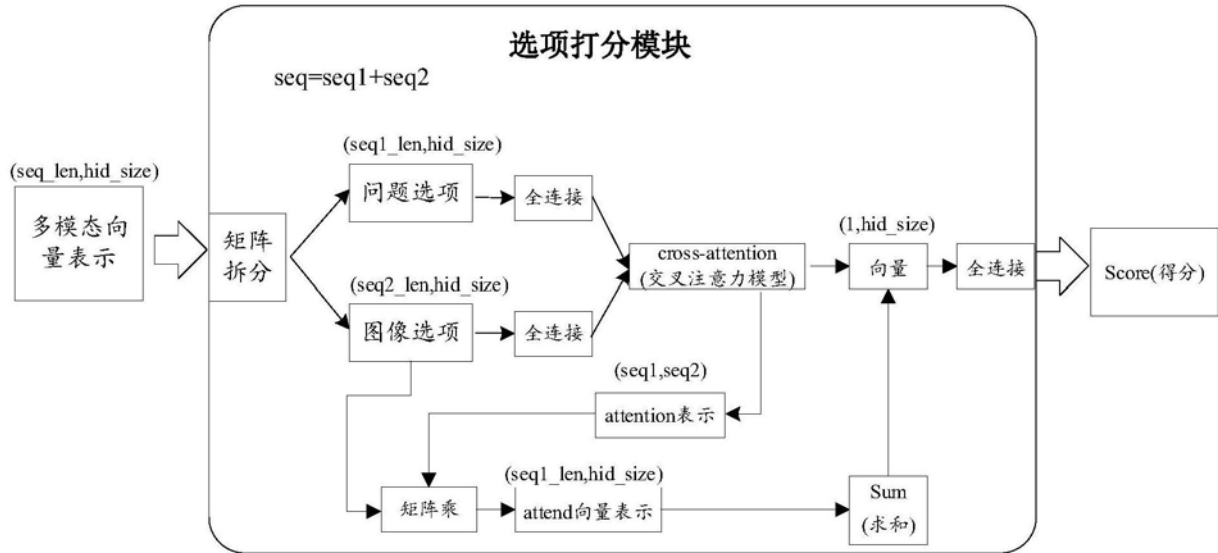 选项打分模块
seq=seq1+seq2
(seq_len,hid_size)
多模态向
量表示
矩阵
拆分
(seq1_len,hid_size)
问题选项
全连接
(seq2_len,hid_size)
图像选项
全连接
cross-attention
(交叉注意力模型)
(1,hid_size)
向量
全连接
Score(得分)
(seq1,seq2)
attention表示
矩阵乘
(seq1_len,hid_size)
attend向量表示
Sum
(求和)